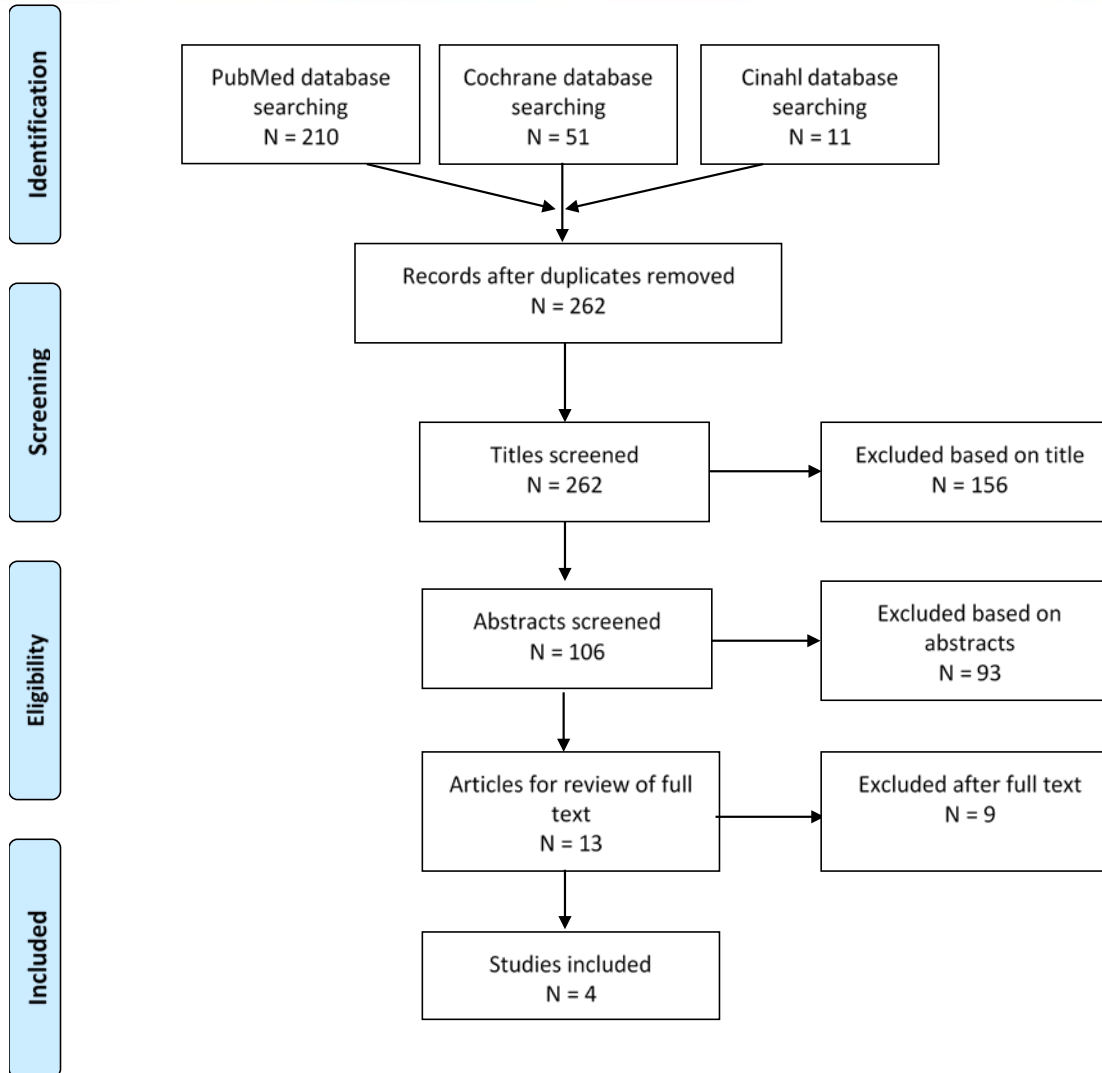 Identification
PubMed database
searching
N = 210
Cochrane database
searching
N = 51
Cinahl database
searching
N = 11
Records after duplicates removed
N = 262
Screening
Titles screened
N = 262
Excluded based on title
N = 156
Eligibility
Abstracts screened
N = 106
Excluded based on
abstracts
N = 93
Articles for review of full
text
N = 13
Excluded after full text
N = 9
Included
Studies included
N = 4